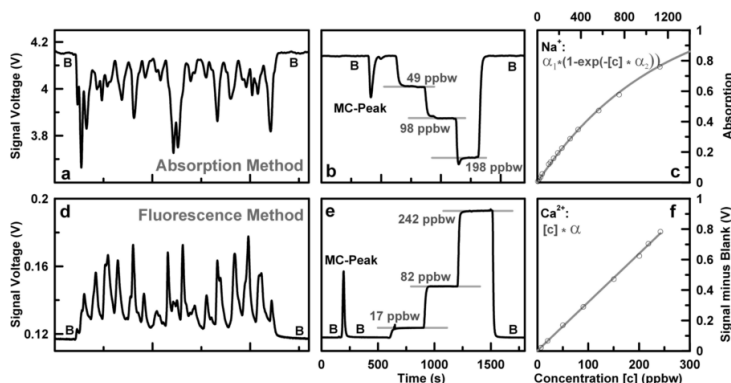 0 400 800 1200
4.2
4
3.8
Signal Voltage (V)
B
B
a
Absorption Method
B
B
MC-Peak
49 ppbw
98 ppbw
198 ppbw
b
Na⁺:
α₁*(1-exp(-[c] * α₂))
c
1
0.8
0.6
0.4
0.2
0
Absorption
0.2
0.16
0.12
Signal Voltage (V)
d
Fluorescence Method
B
B
e
242 ppbw
MC-Peak
82 ppbw
17 ppbw
B B
B
Ca²⁺:
[c] * α
f
1
0.8
0.6
0.4
0.2
0
Signal minus Blank (V)
0 500 1000 1500
Time (s)
0 100 200 300
Concentration [c] (ppbw)